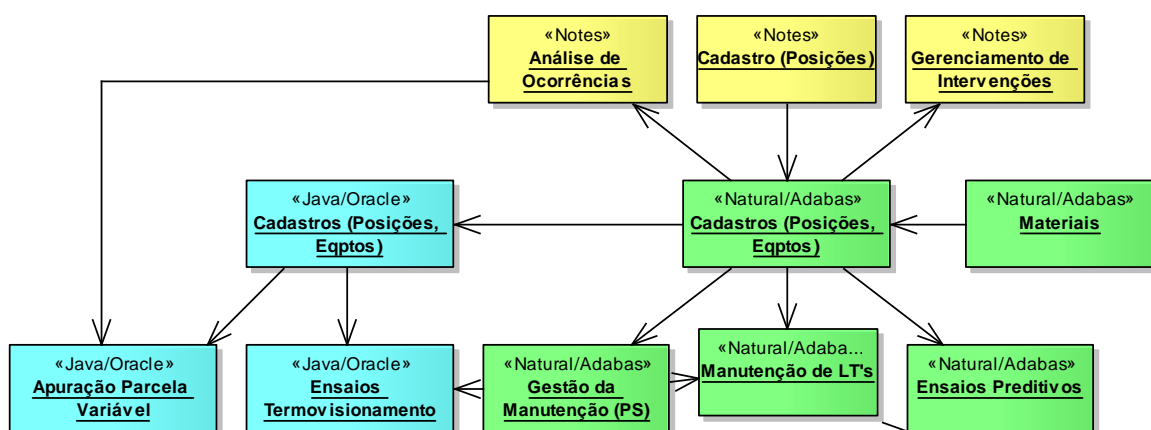 «Notes»
Análise de
Ocorrências
«Notes»
Cadastro (Posições)
«Notes»
Gerenciamento de
Intervenções
«Java/Oracle»
Cadastros (Posições,
Eqptos)
«Natural/Adabas»
Cadastros (Posições,
Eqptos)
«Natural/Adabas»
Materiais
«Java/Oracle»
Apuração Parcela
Variável
«Java/Oracle»
Ensaios
Termovisionamento
«Natural/Adabas»
Gestão da
Manutenção (PS)
«Natural/Adaba...
Manutenção de LT's
«Natural/Adabas»
Ensaios Preditivos